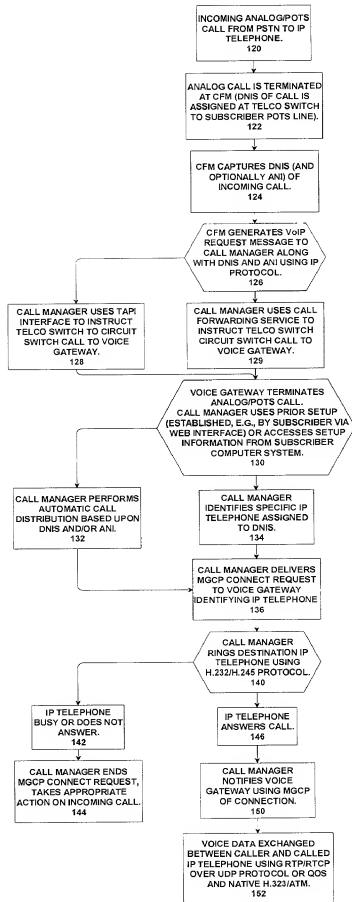 INCOMING ANALOG/POTS
CALL FROM PSTN TO IP
TELEPHONE.
120
ANALOG CALL IS TERMINATED
AT CFM (DNIS OF CALL IS
ASSIGNED AT TELCO SWITCH
TO SUBSCRIBER POTS LINE).
122
CFM CAPTURES DNIS (AND
OPTIONALLY ANI) OF
INCOMING CALL.
124
CFM GENERATES VoIP
REQUEST MESSAGE TO
CALL MANAGER ALONG
WITH DNIS AND ANI USING IP
PROTOCOL.
126
CALL MANAGER USES TAPI
INTERFACE TO INSTRUCT
TELCO SWITCH TO CIRCUIT
SWITCH CALL TO VOICE
GATEWAY.
128
CALL MANAGER USES CALL
FORWARDING SERVICE TO
INSTRUCT TELCO SWITCH
CIRCUIT SWITCH CALL TO
VOICE GATEWAY.
129
VOICE GATEWAY TERMINATES
ANALOG/POTS CALL.
CALL MANAGER USES PRIOR SETUP
(ESTABLISHED, E.G., BY SUBSCRIBER VIA
WEB INTERFACE) OR ACCESSES SETUP
INFORMATION FROM SUBSCRIBER
COMPUTER SYSTEM.
130
CALL MANAGER PERFORMS
AUTOMATIC CALL
DISTRIBUTION BASED UPON
DNIS AND/OR ANI.
132
CALL MANAGER
IDENTIFIES SPECIFIC
IP TELEPHONE
ASSIGNED TO
DNIS.
134
CALL MANAGER DELIVERS
MGCP CONNECT REQUEST
TO VOICE GATEWAY
IDENTIFYING IP TELEPHONE
136
CALL MANAGER
RINGS DESTINATION IP
TELEPHONE USING
H.232/H.245 PROTOCOL.
140
IP TELEPHONE
BUSY OR DOES NOT
ANSWER.
142
IP TELEPHONE
ANSWERS CALL.
146
CALL MANAGER ENDS
MGCP CONNECT REQUEST,
TAKES APPROPRIATE
ACTION ON INCOMING CALL.
144
CALL MANAGER
NOTIFIES VOICE
GATEWAY USING MGCP
OF CONNECTION.
150
VOICE DATA EXCHANGED
BETWEEN CALLER AND CALLED
IP TELEPHONE USING RTP/RTCP
OVER UDP PROTOCOL OR QOS
AND NATIVE H.323/ATM.
152